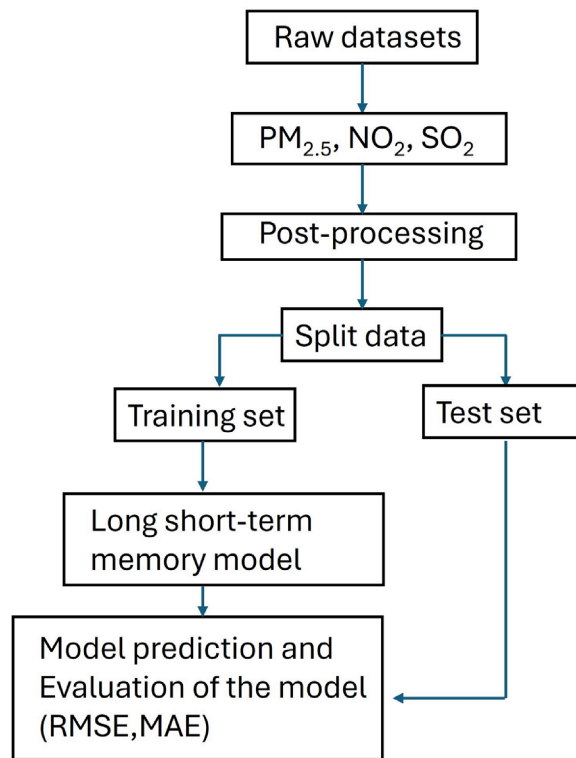 Raw datasets
PM₂.₅, NO₂, SO₂
Post-processing
Split data
Training set
Test set
Long short-term
memory model
Model prediction and
Evaluation of the model
(RMSE,MAE)